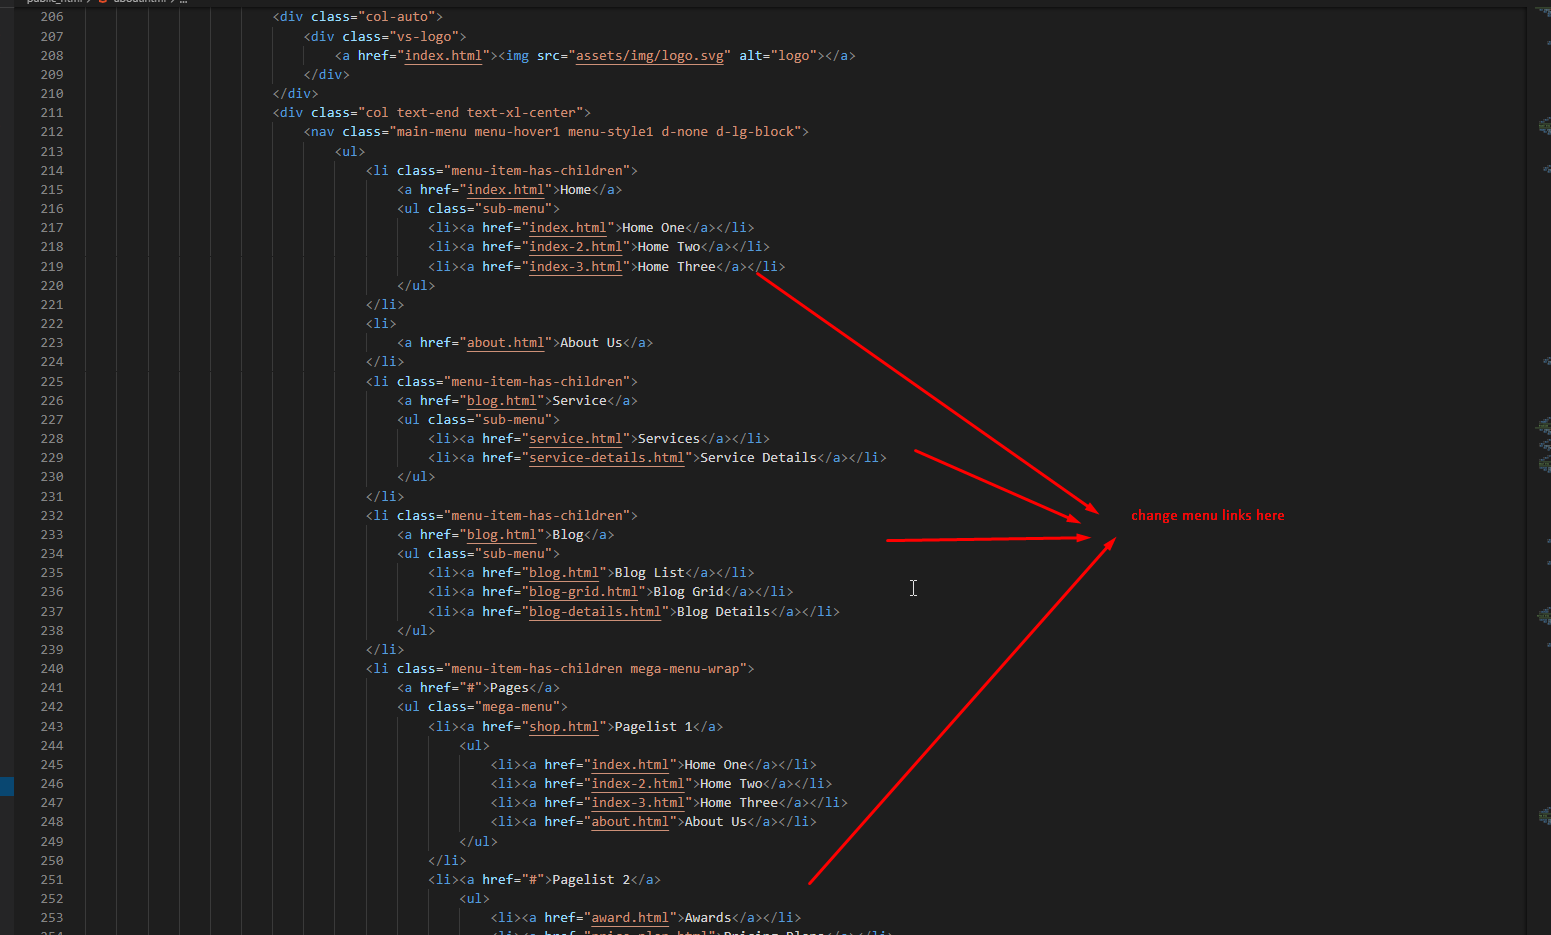 public_html > about.html > ...
206 <div class="col-auto">
207 <div class="vs-logo">
208 <a href="index.html"><img src="assets/img/logo.svg" alt="logo"></a>
209 </div>
210 </div>
211 <div class="col text-end text-xl-center">
212 <nav class="main-menu menu-hover1 menu-style1 d-none d-lg-block">
213 <ul>
214 <li class="menu-item-has-children">
215 <a href="index.html">Home</a>
216 <ul class="sub-menu">
217 <li><a href="index.html">Home One</a></li>
218 <li><a href="index-2.html">Home Two</a></li>
219 <li><a href="index-3.html">Home Three</a></li>
220 </ul>
221 </li>
222 <li>
223 <a href="about.html">About Us</a>
224 </li>
225 <li class="menu-item-has-children">
226 <a href="blog.html">Service</a>
227 <ul class="sub-menu">
228 <li><a href="service.html">Services</a></li>
229 <li><a href="service-details.html">Service Details</a></li>
230 </ul>
231 </li>
232 <li class="menu-item-has-children">
change menu links here
233 <a href="blog.html">Blog</a>
234 <ul class="sub-menu">
235 <li><a href="blog.html">Blog List</a></li>
236 <li><a href="blog-grid.html">Blog Grid</a></li>
237 <li><a href="blog-details.html">Blog Details</a></li>
238 </ul>
239 </li>
240 <li class="menu-item-has-children mega-menu-wrap">
241 <a href="#">Pages</a>
242 <ul class="mega-menu">
243 <li><a href="shop.html">Pagelist 1</a>
244 <ul>
245 <li><a href="index.html">Home One</a></li>
246 <li><a href="index-2.html">Home Two</a></li>
247 <li><a href="index-3.html">Home Three</a></li>
248 <li><a href="about.html">About Us</a></li>
249 </ul>
250 </li>
251 <li><a href="#">Pagelist 2</a>
252 <ul>
253 <li><a href="award.html">Awards</a></li>